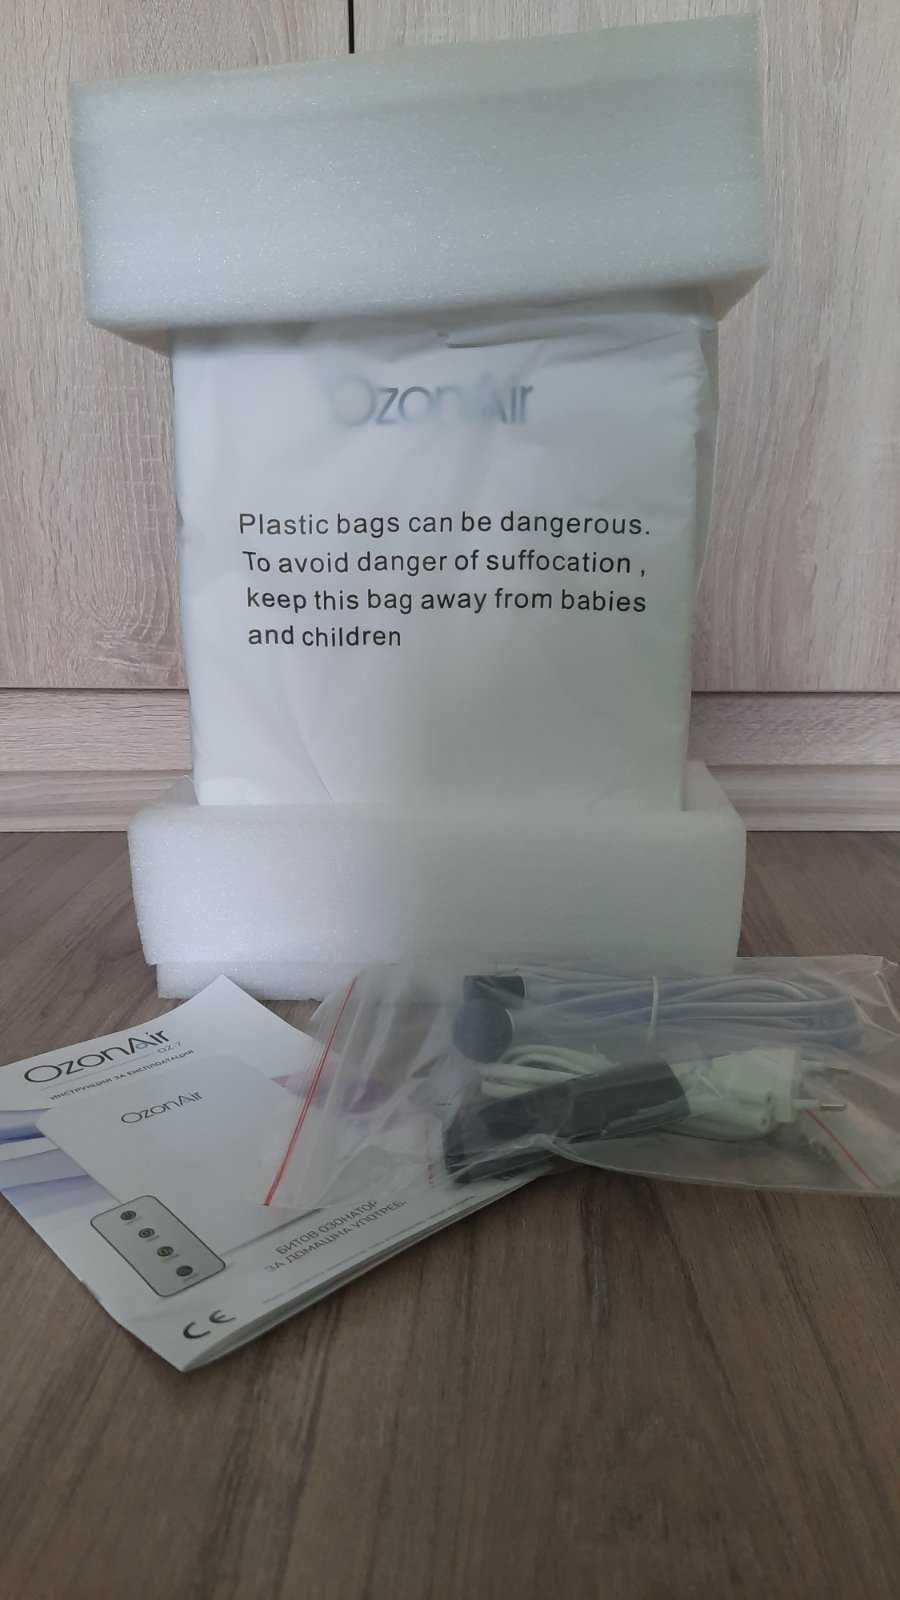 OzonAir
Plastic bags can be dangerous.
To avoid danger of suffocation ,
keep this bag away from babies
and children
OzonAir
OZ-7
ИНСТРУКЦИИ ЗА ЕКСПЛОАТАЦИЯ
OzonAir
БИТОВ ОЗОНАТОР
ЗА ДОМАШНА УПОТРЕБ
CE